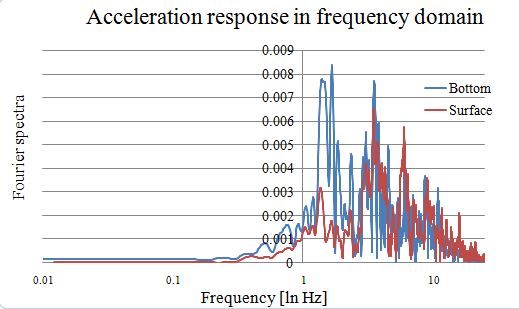 Acceleration response in frequency domain
0.009
0.008
0.007
0.006
0.005
0.004
0.003
0.002
0.001
0
Fourier spectra
Bottom
Surface
0.01 0.1 1 10
Frequency [ln Hz]